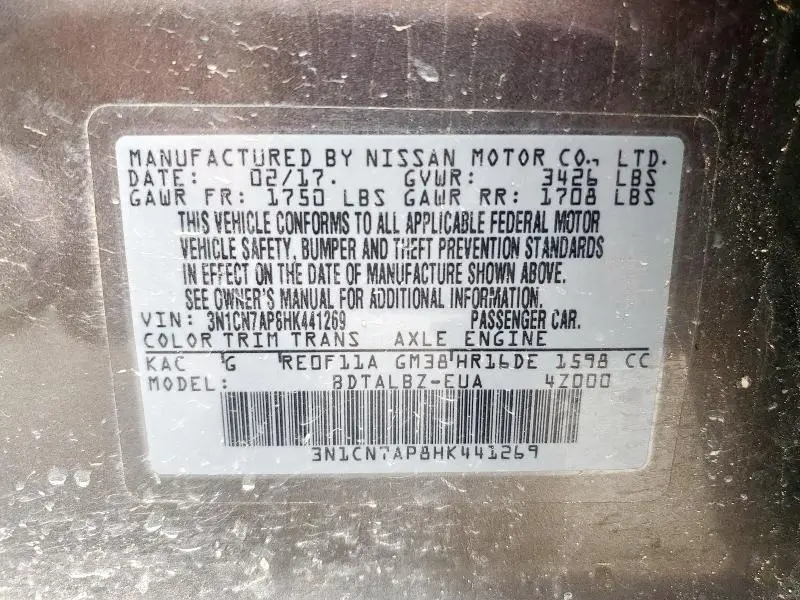 MANUFACTURED BY NISSAN MOTOR CO., LTD.
DATE: 02/17. GVWR: 3426 LBS
GAWR FR: 1750 LBS GAWR RR: 1708 LBS
THIS VEHICLE CONFORMS TO ALL APPLICABLE FEDERAL MOTOR
VEHICLE SAFETY, BUMPER AND THEFT PREVENTION STANDARDS
IN EFFECT ON THE DATE OF MANUFACTURE SHOWN ABOVE.
SEE OWNER'S MANUAL FOR ADDITIONAL INFORMATION.
VIN: 3N1CN7AP8HK441269 PASSENGER CAR.
COLOR TRIM TRANS AXLE ENGINE
KAC G RE0F11A GM38 HR16DE 1598 CC
MODEL: BDTALBZ-EUA 4Z000
3N1CN7AP8HK441269